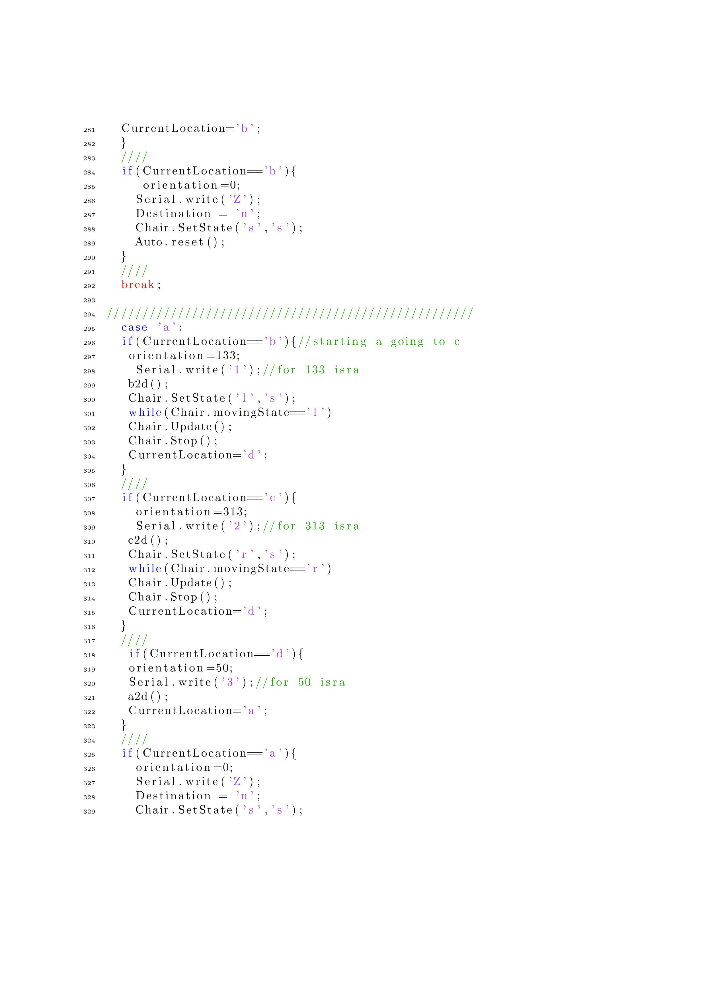 281 CurrentLocation='b';
282 }
283 ////
284 if(CurrentLocation=='b'){
285 orientation=0;
286 Serial.write('Z');
287 Destination = 'n';
288 Chair.SetState('s','s');
289 Auto.reset();
290 }
291 ////
292 break;
293
294 ////////////////////////////////////////////////////
295 case 'a':
296 if(CurrentLocation=='b'){//starting a going to c
297 orientation=133;
298 Serial.write('1');//for 133 isra
299 b2d();
300 Chair.SetState('l','s');
301 while(Chair.movingState=='l')
302 Chair.Update();
303 Chair.Stop();
304 CurrentLocation='d';
305 }
306 ////
307 if(CurrentLocation=='c'){
308 orientation=313;
309 Serial.write('2');//for 313 isra
310 c2d();
311 Chair.SetState('r','s');
312 while(Chair.movingState=='r')
313 Chair.Update();
314 Chair.Stop();
315 CurrentLocation='d';
316 }
317 ////
318 if(CurrentLocation=='d'){
319 orientation=50;
320 Serial.write('3');//for 50 isra
321 a2d();
322 CurrentLocation='a';
323 }
324 ////
325 if(CurrentLocation=='a'){
326 orientation=0;
327 Serial.write('Z');
328 Destination = 'n';
329 Chair.SetState('s','s');